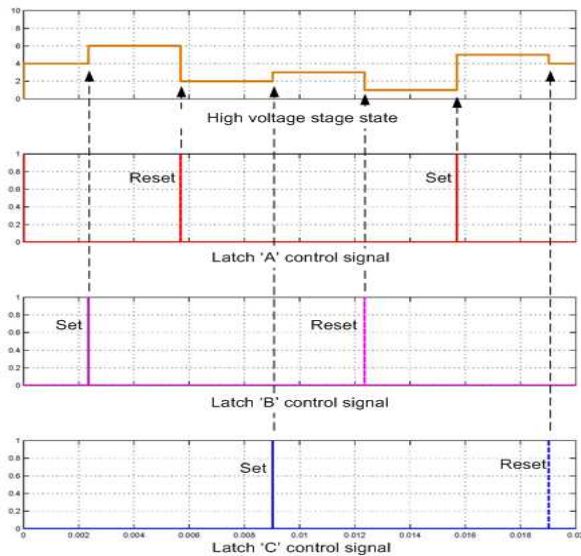 10
8
6
4
2
0
High voltage stage state
1
0.8
0.6
0.4
0.2
0
Reset
Set
Latch 'A' control signal
1
0.8
0.6
0.4
0.2
0
Set
Reset
Latch 'B' control signal
1
0.8
0.6
0.4
0.2
0
Set
Reset
0 0.002 0.004 0.006 0.008 0.01 0.012 0.014 0.016 0.018
Latch 'C' control signal